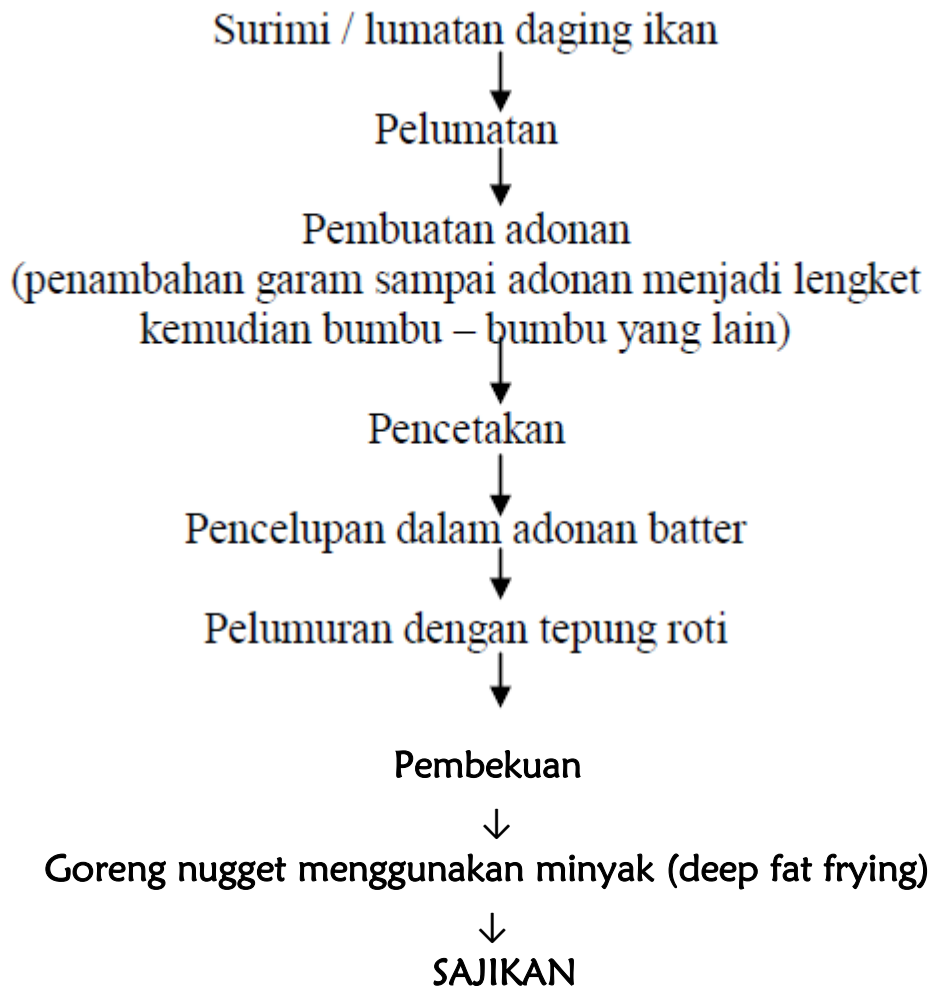 Surimi / lumatan daging ikan
Pelumatan
Pembuatan adonan
(penambahan garam sampai adonan menjadi lengket
kemudian bumbu – bumbu yang lain)
Pencetakan
Pencelupan dalam adonan batter
Pelumuran dengan tepung roti
Pembekuan
↓
Goreng nugget menggunakan minyak (deep fat frying)
↓
SAJIKAN